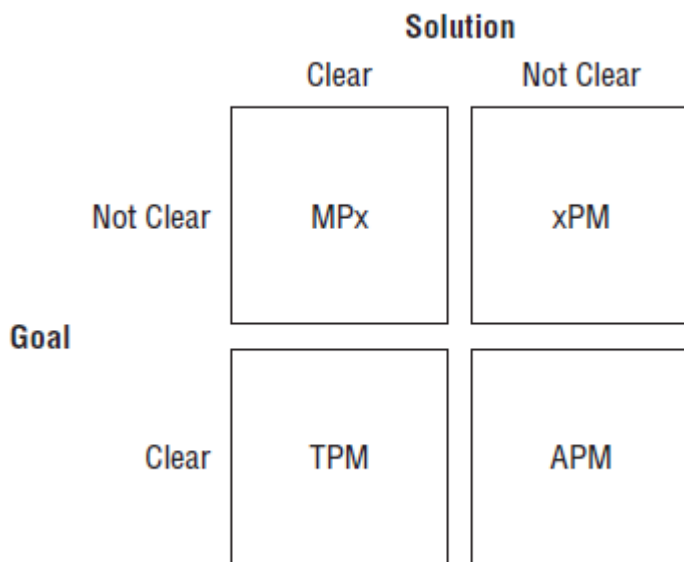 Solution
Clear Not Clear
Not Clear MPx xPM
Goal
Clear TPM APM